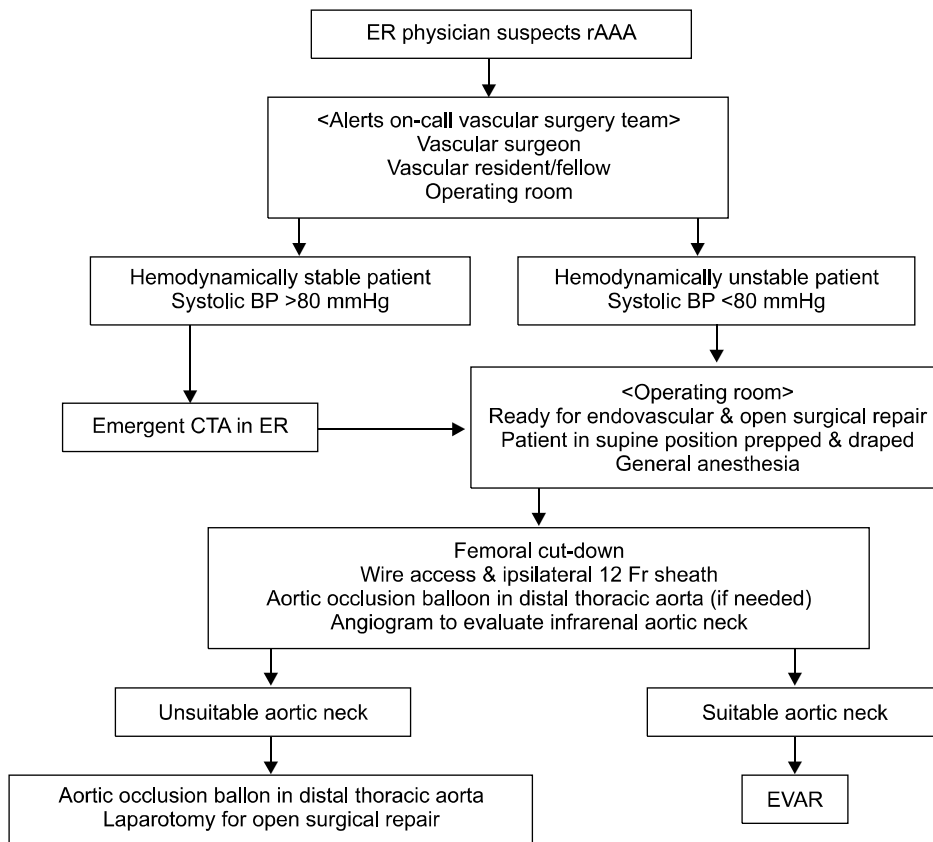 ER physician suspects rAAA
<Alerts on-call vascular surgery team>
Vascular surgeon
Vascular resident/fellow
Operating room
Hemodynamically stable patient
Systolic BP >80 mmHg
Hemodynamically unstable patient
Systolic BP <80 mmHg
Emergent CTA in ER
<Operating room>
Ready for endovascular & open surgical repair
Patient in supine position prepped & draped
General anesthesia
Femoral cut-down
Wire access & ipsilateral 12 Fr sheath
Aortic occlusion balloon in distal thoracic aorta (if needed)
Angiogram to evaluate infrarenal aortic neck
Unsuitable aortic neck
Suitable aortic neck
Aortic occlusion ballon in distal thoracic aorta
Laparotomy for open surgical repair
EVAR